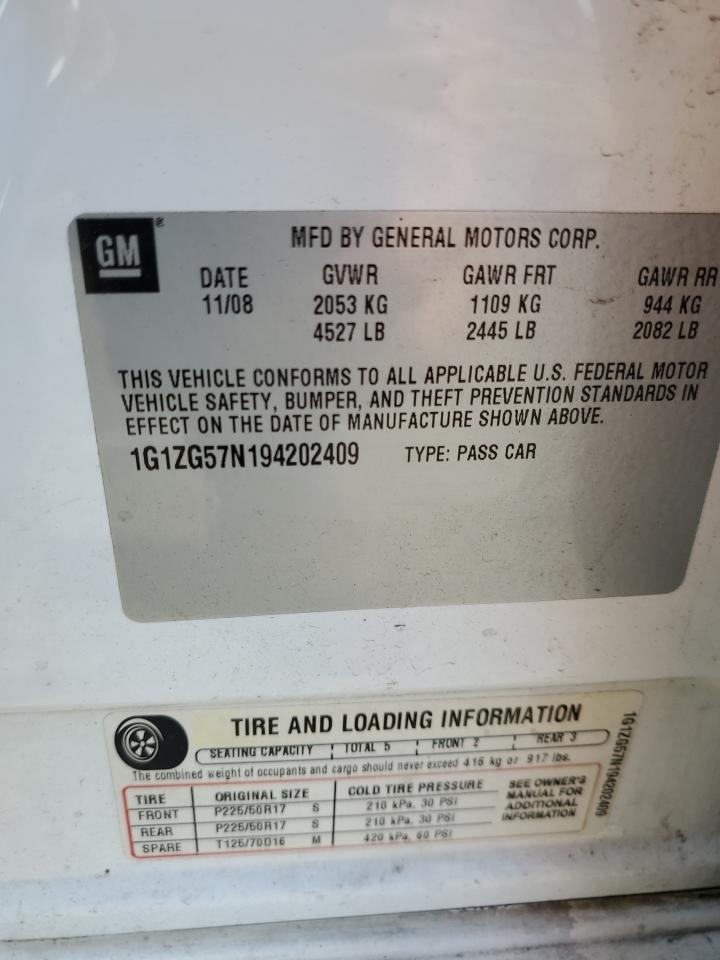 GM®
MFD BY GENERAL MOTORS CORP.
DATE GVWR GAWR FRT GAWR RR
11/08 2053 KG 1109 KG 944 KG
4527 LB 2445 LB 2082 LB
THIS VEHICLE CONFORMS TO ALL APPLICABLE U.S. FEDERAL MOTOR
VEHICLE SAFETY, BUMPER, AND THEFT PREVENTION STANDARDS IN
EFFECT ON THE DATE OF MANUFACTURE SHOWN ABOVE.
1G1ZG57N194202409 TYPE: PASS CAR
TIRE AND LOADING INFORMATION
SEATING CAPACITY TOTAL 5 FRONT 2 REAR 3
The combined weight of occupants and cargo should never exceed 416 kg or 917 lbs.
TIRE ORIGINAL SIZE COLD TIRE PRESSURE
FRONT P225/50R17 S 210 kPa, 30 PSI
REAR P225/50R17 S 210 kPa, 30 PSI
SPARE T125/70D16 M 420 kPa, 60 PSI
SEE OWNER'S
MANUAL FOR
ADDITIONAL
INFORMATION
1G1ZG57N194202409